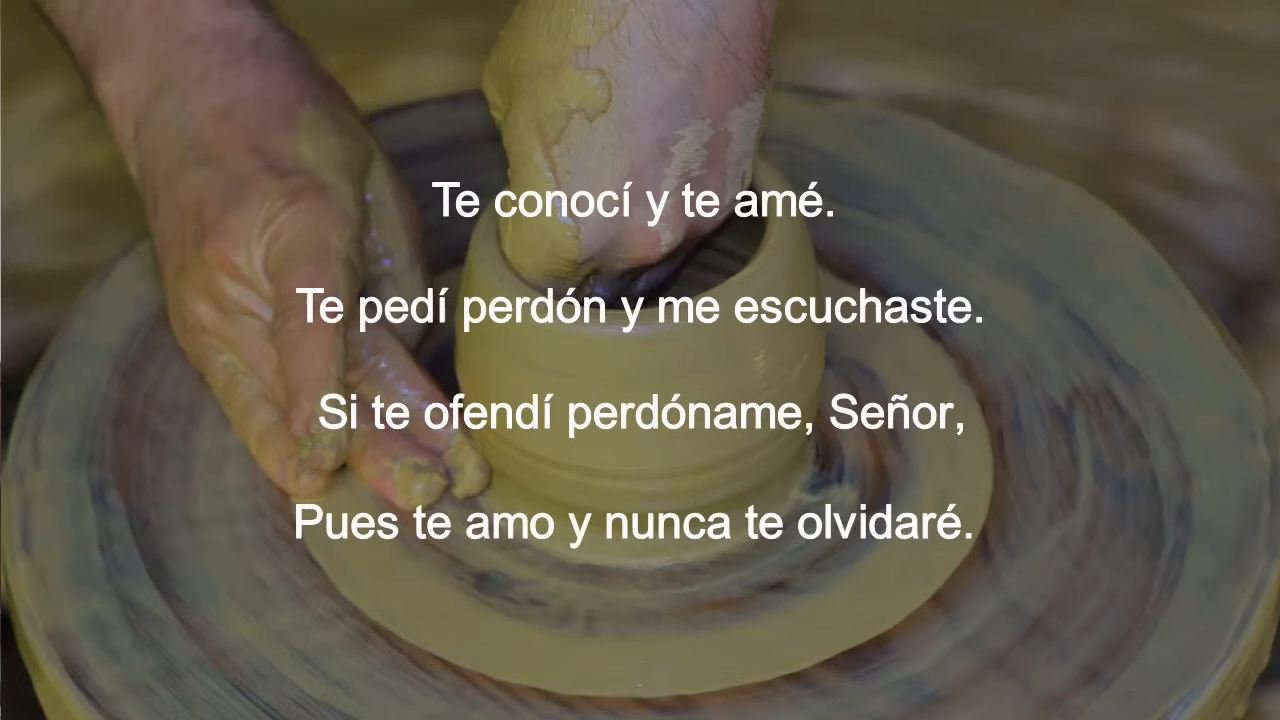 Te conocí y te amé.
Te pedí perdón y me escuchaste.
Si te ofendí perdóname, Señor,
Pues te amo y nunca te olvidaré.